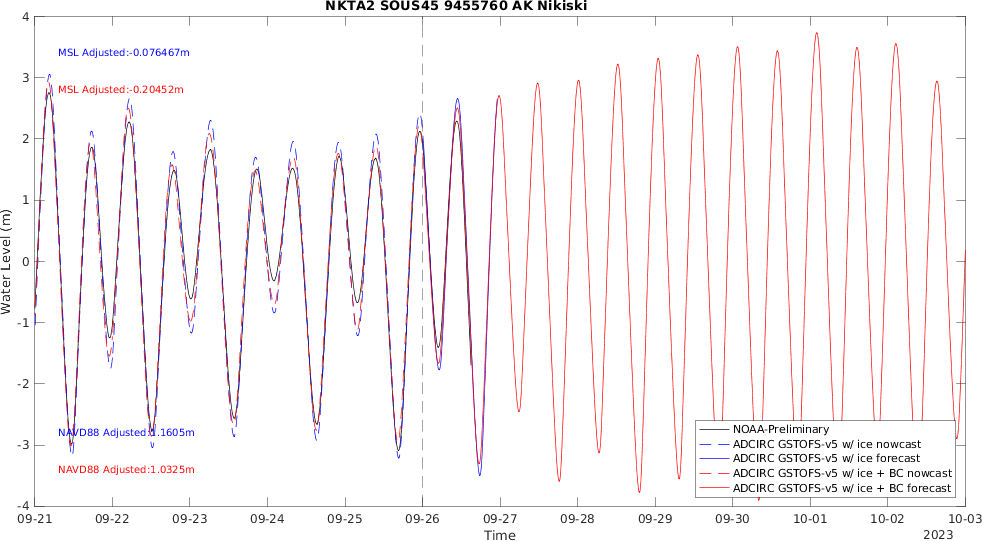 NKTA2 SOUS45 9455760 AK Nikiski
4
3
2
1
0
-1
-2
-3
-4
Water Level (m)
MSL Adjusted:-0.076467m
MSL Adjusted:-0.20452m
NAVD88 Adjusted:1.1605m
NAVD88 Adjusted:1.0325m
NOAA-Preliminary
ADCIRC GSTOFS-v5 w/ ice nowcast
ADCIRC GSTOFS-v5 w/ ice forecast
ADCIRC GSTOFS-v5 w/ ice + BC nowcast
ADCIRC GSTOFS-v5 w/ ice + BC forecast
09-21 09-22 09-23 09-24 09-25 09-26 09-27 09-28 09-29 09-30 10-01 10-02 10-03
Time
2023